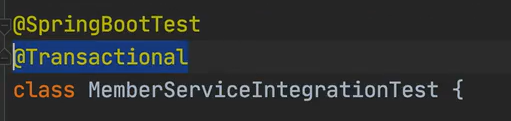 @SpringBootTest
@Transactional
class MemberServiceIntegrationTest {